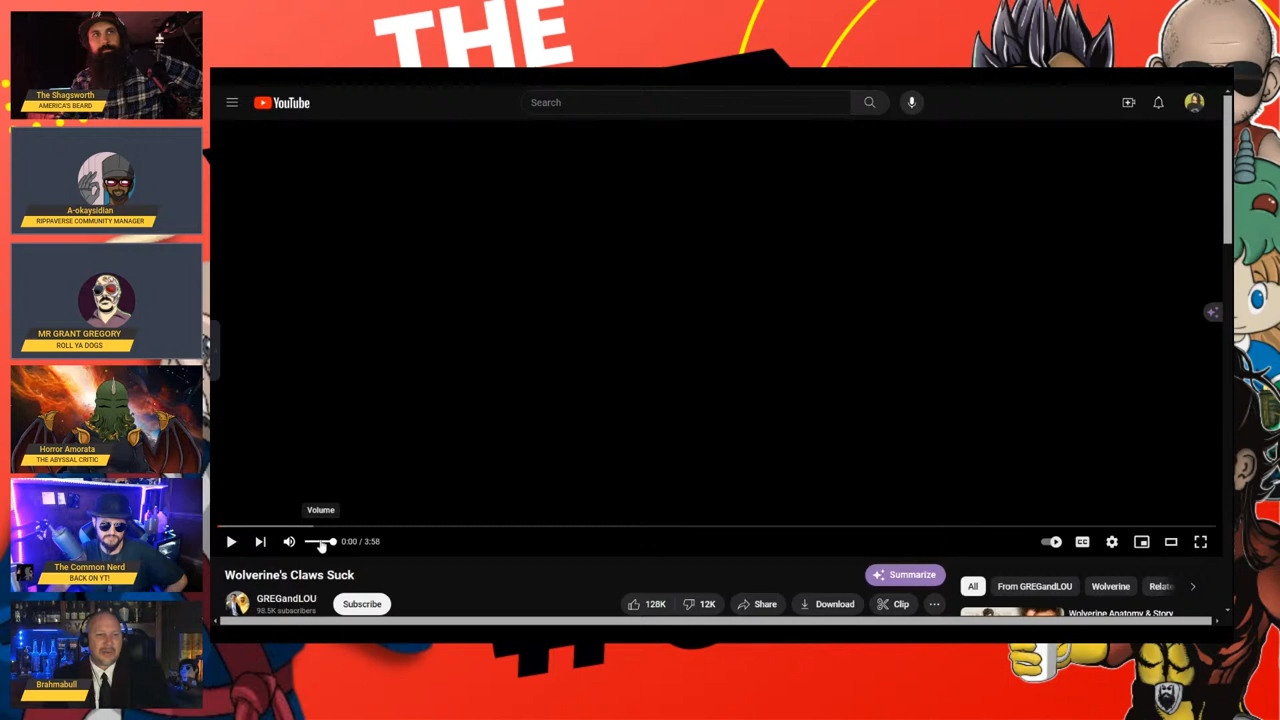 THE
The Shagsworth
AMERICA'S BEARD
A-okaysidian
RIPPAVERSE COMMUNITY MANAGER
MR GRANT GREGORY
ROLL YA DOGS
Horror Amorata
THE ABYSSAL CRITIC
The Common Nerd
BACK ON YT!
Brahmabull
YouTube
Search
Volume
0:00 / 3:58
CC
Wolverine's Claws Suck
Summarize
GREGandLOU
98.5K subscribers
Subscribe
128K
12K
Share
Download
Clip
All
From GREGandLOU
Wolverine
Relate
Wolverine Anatomy & Story